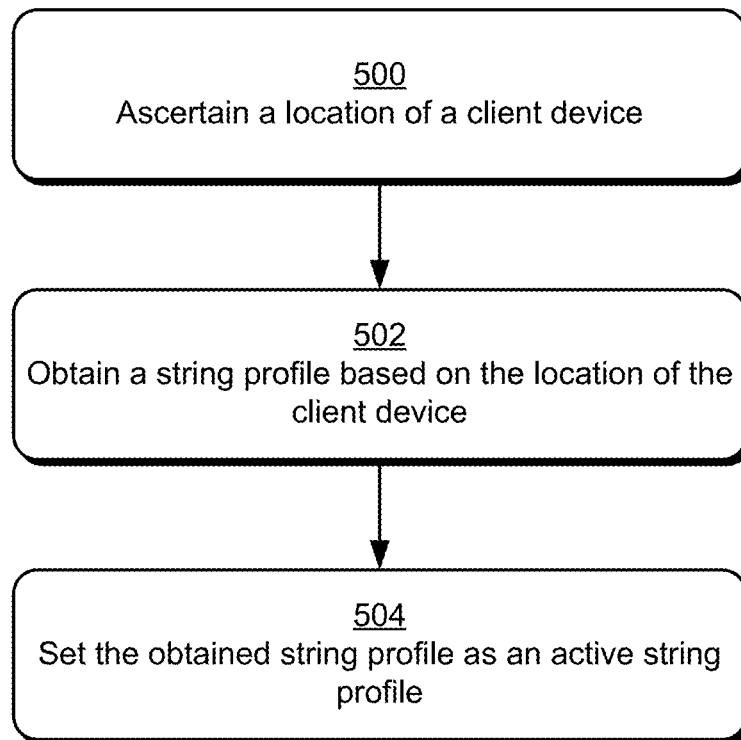 500
Ascertain a location of a client device
502
Obtain a string profile based on the location of the
client device
504
Set the obtained string profile as an active string
profile